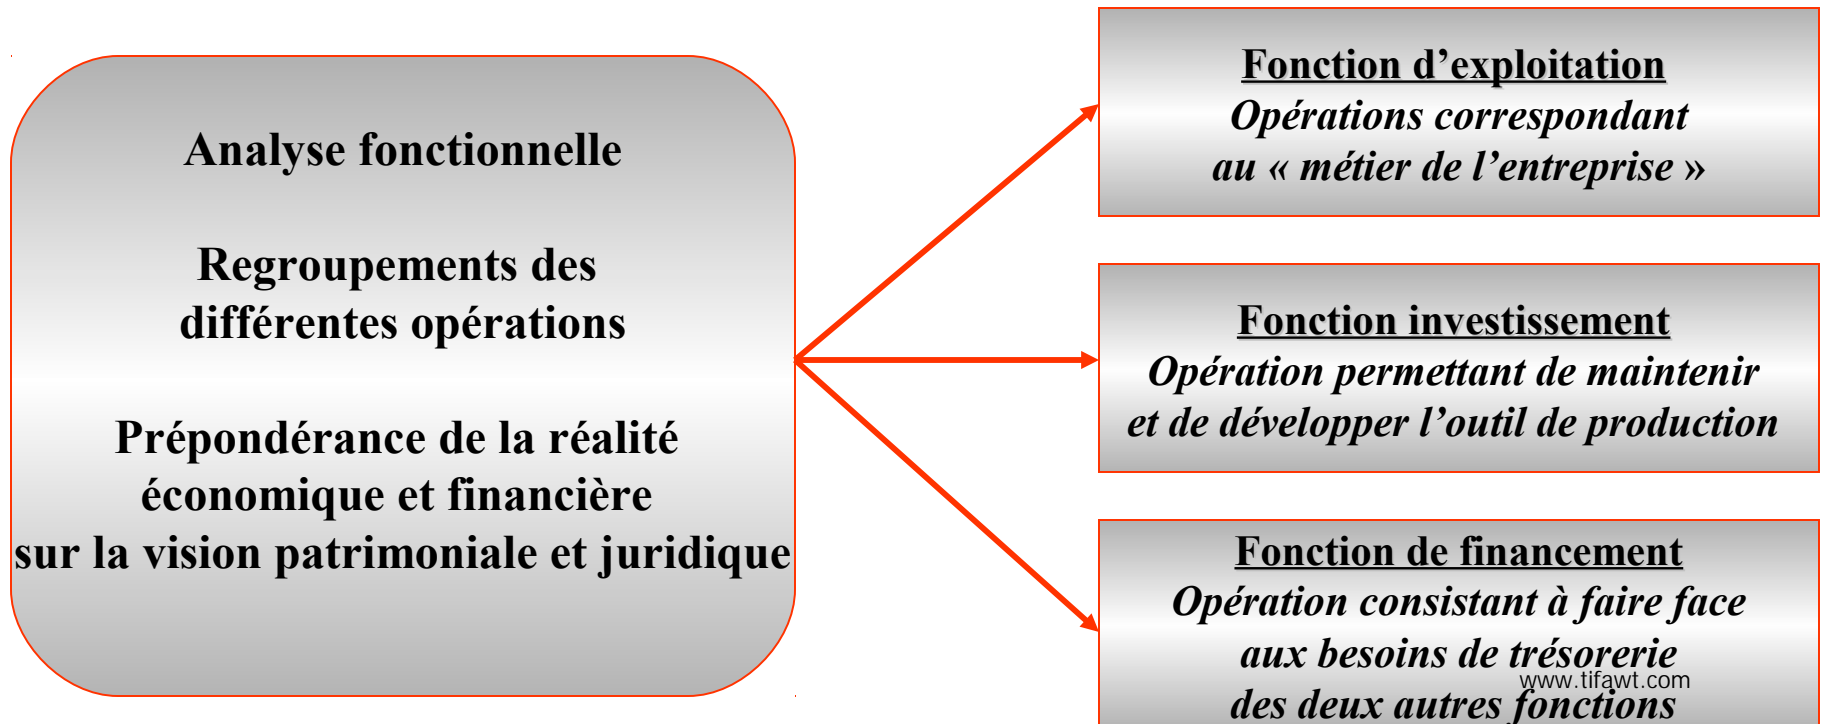 Analyse fonctionnelle
Regroupements des
différentes opérations
Prépondérance de la réalité
économique et financière
sur la vision patrimoniale et juridique
Fonction d’exploitation
Opérations correspondant
au « métier de l’entreprise »
Fonction investissement
Opération permettant de maintenir
et de développer l’outil de production
Fonction de financement
Opération consistant à faire face
aux besoins de trésorerie
des deux autres fonctions
www.tifawt.com